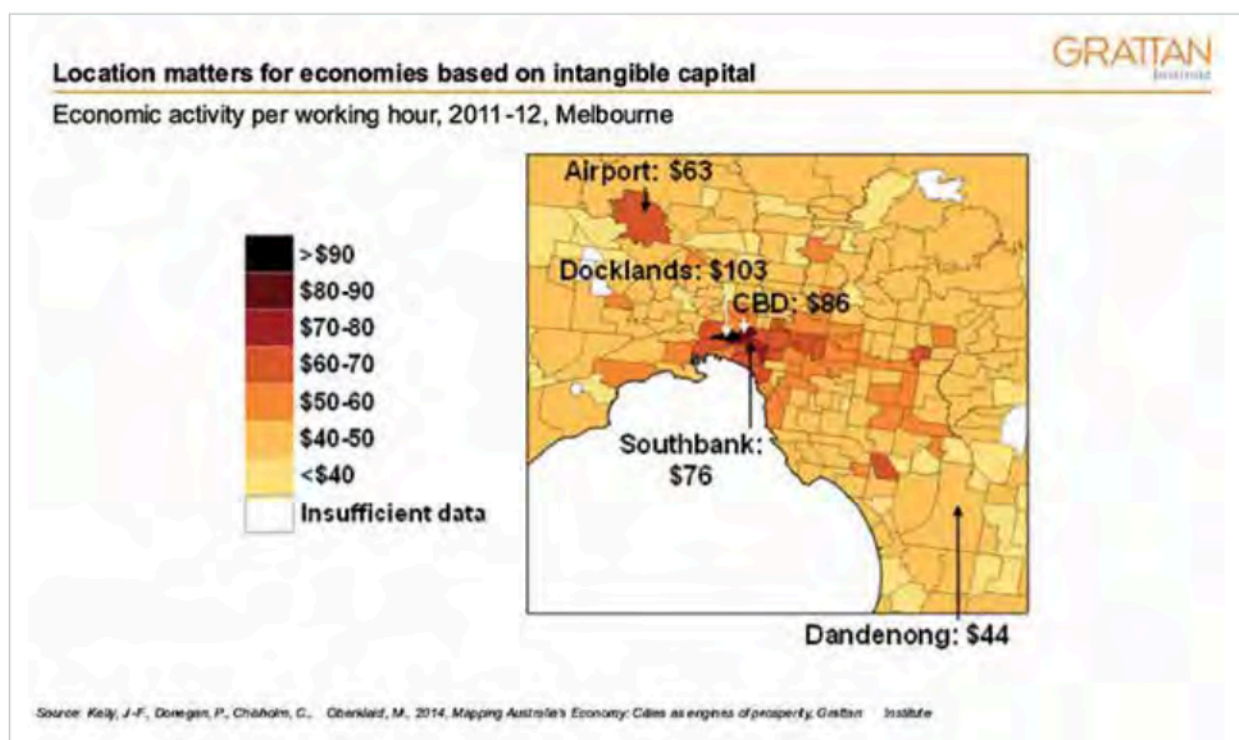 GRATTAN
Institute
Location matters for economies based on intangible capital
Economic activity per working hour, 2011-12, Melbourne
Airport: $63
Docklands: $103
CBD: $86
Southbank:
$76
Dandenong: $44
>$90
$80-90
$70-80
$60-70
$50-60
$40-50
<$40
Insufficient data
Source: Kelly, J-F., Donegan, P., Chisholm, C., Oberklaid, M., 2014, Mapping Australia's Economy: Cities as engines of prosperity, Grattan Institute